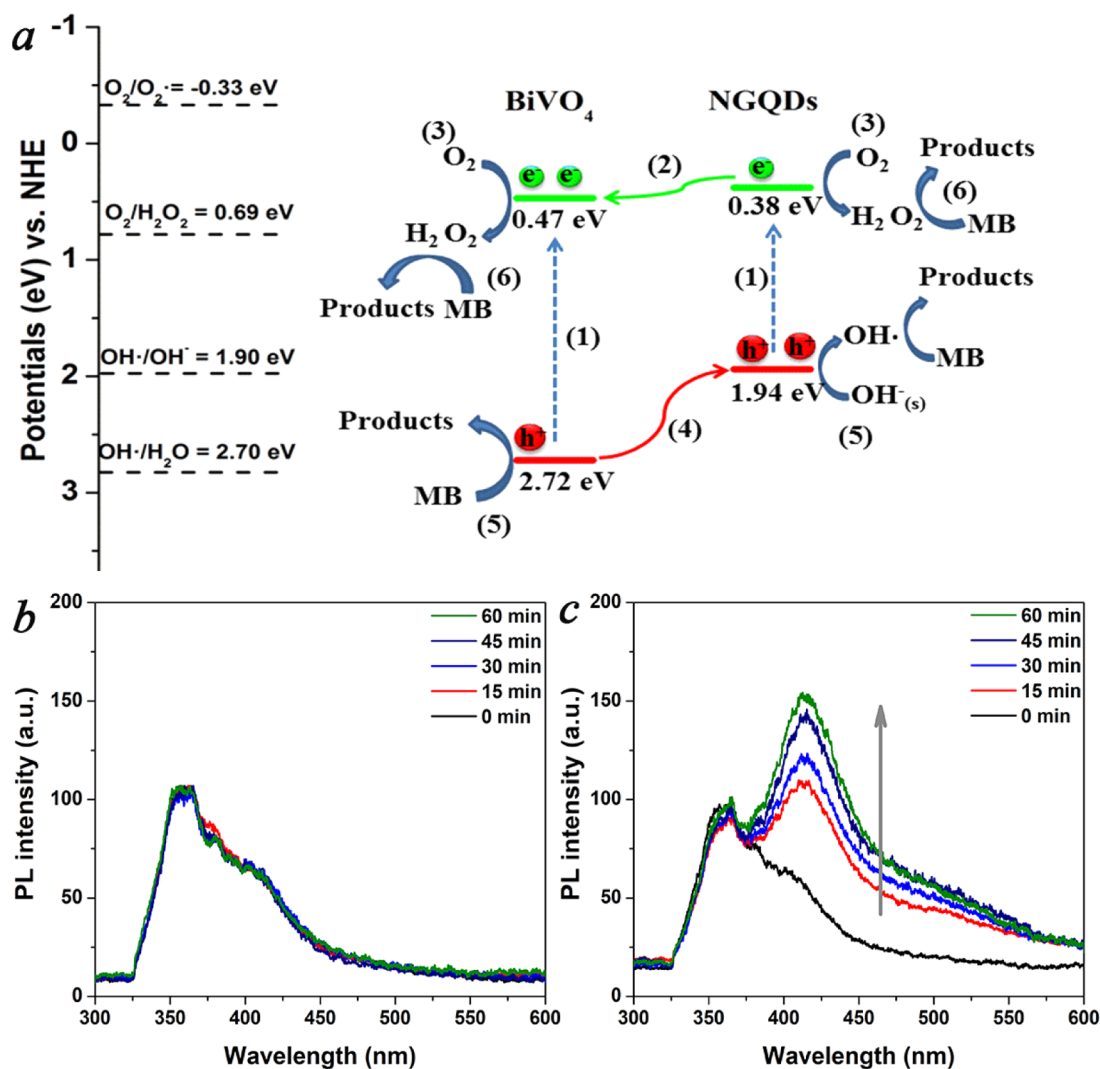 a
Potentials (eV) vs. NHE
-1
0
1
2
3
O₂/O₂·= -0.33 eV
O₂/H₂O₂ = 0.69 eV
OH·/OH⁻ = 1.90 eV
OH·/H₂O = 2.70 eV
BiVO₄
NGQDs
(3)
O₂
e⁻ e⁻
(2)
e⁻
(3)
O₂
Products
0.47 eV
0.38 eV
H₂ O₂
(6)
MB
H₂ O₂
(6)
Products MB
(1)
(1)
Products
h⁺ h⁺
OH·
MB
1.94 eV
OH⁻(s)
(5)
Products
h⁺
(4)
2.72 eV
MB
(5)
b
PL intensity (a.u.)
200
150
100
50
0
60 min
45 min
30 min
15 min
0 min
300 350 400 450 500 550 600
Wavelength (nm)
c
PL intensity (a.u.)
200
150
100
50
0
60 min
45 min
30 min
15 min
0 min
300 350 400 450 500 550 600
Wavelength (nm)